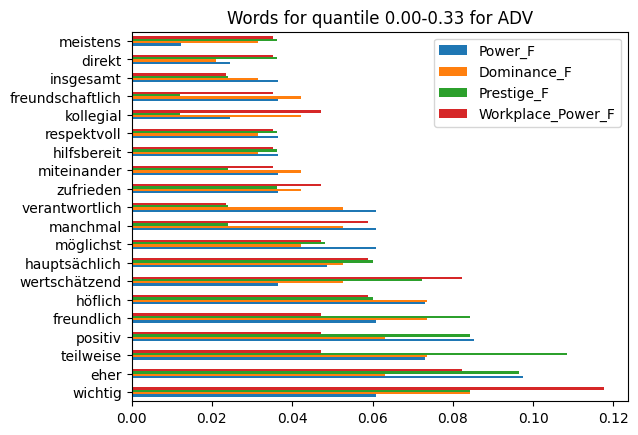 Words for quantile 0.00-0.33 for ADV
meistens
direkt
insgesamt
freundschaftlich
kollegial
respektvoll
hilfsbereit
miteinander
zufrieden
verantwortlich
manchmal
möglichst
hauptsächlich
wertschätzend
höflich
freundlich
positiv
teilweise
eher
wichtig
Power_F
Dominance_F
Prestige_F
Workplace_Power_F
0.00 0.02 0.04 0.06 0.08 0.10 0.12